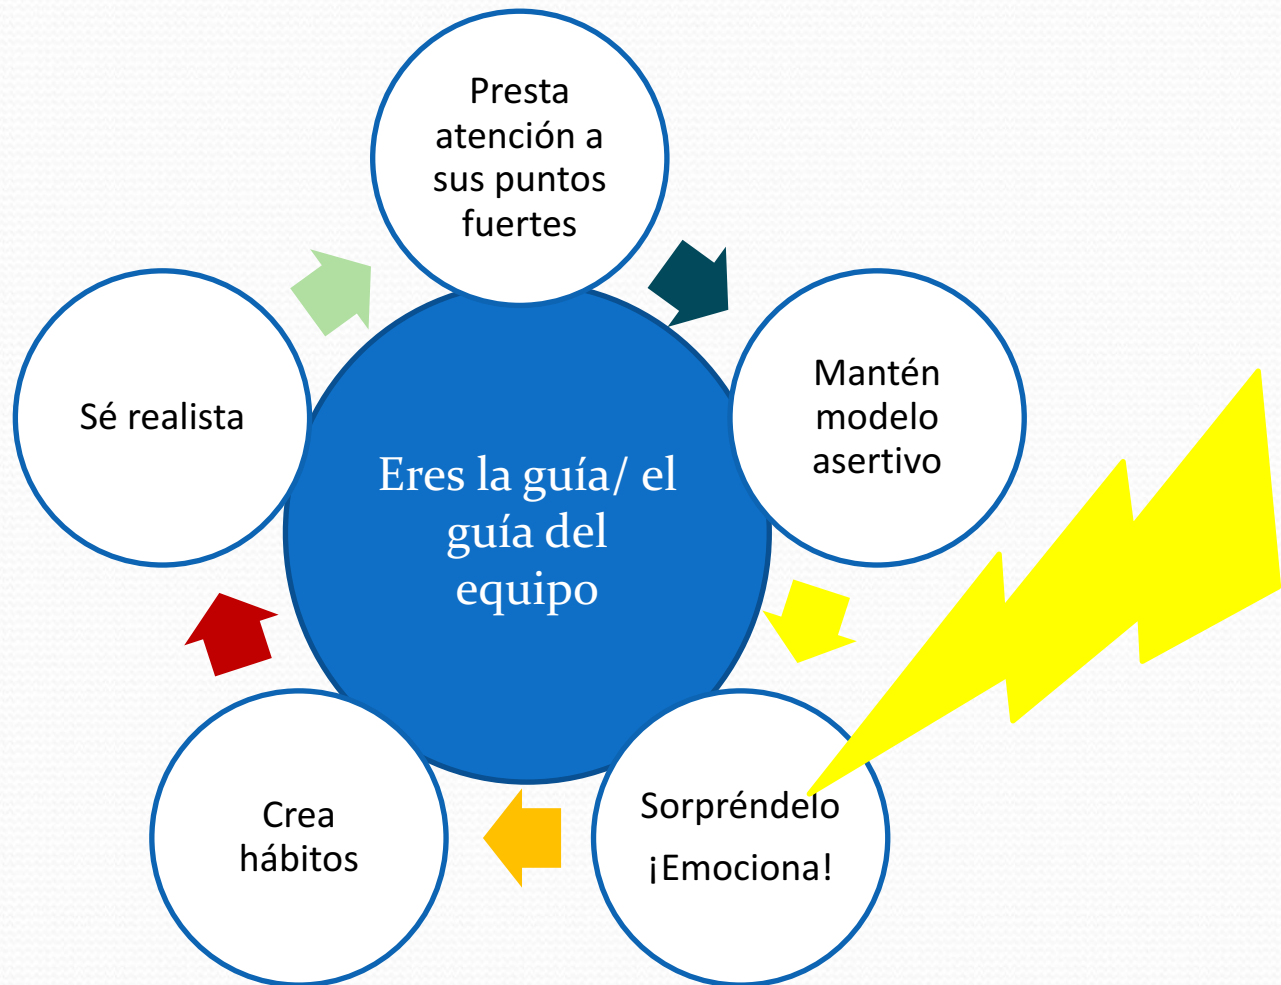 Presta
atención a
sus puntos
fuertes
Mantén
modelo
asertivo
Sorpréndelo
¡Emociona!
Crea
hábitos
Sé realista
Eres la guía/ el
guía del
equipo